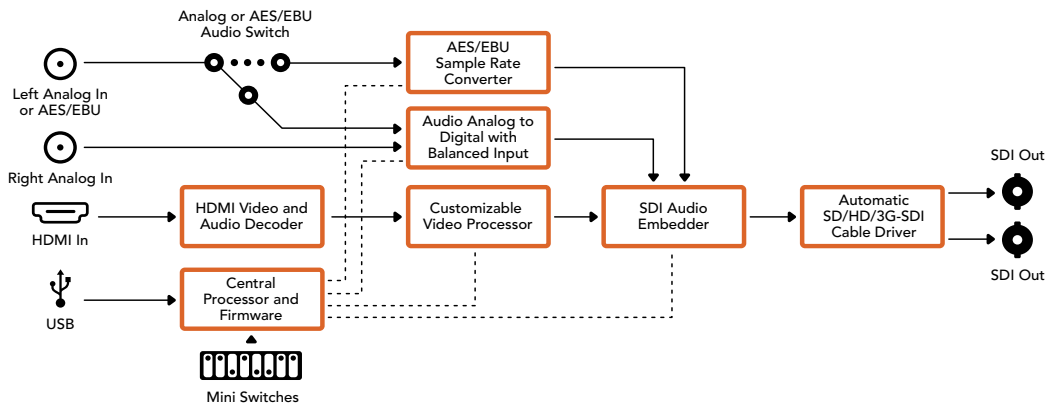 Analog or AES/EBU
Audio Switch
Left Analog In
or AES/EBU
AES/EBU
Sample Rate
Converter
Audio Analog to
Digital with
Balanced Input
Right Analog In
HDMI In
HDMI Video and
Audio Decoder
Customizable
Video Processor
SDI Audio
Embedder
Automatic
SD/HD/3G-SDI
Cable Driver
SDI Out
SDI Out
USB
Central
Processor and
Firmware
Mini Switches